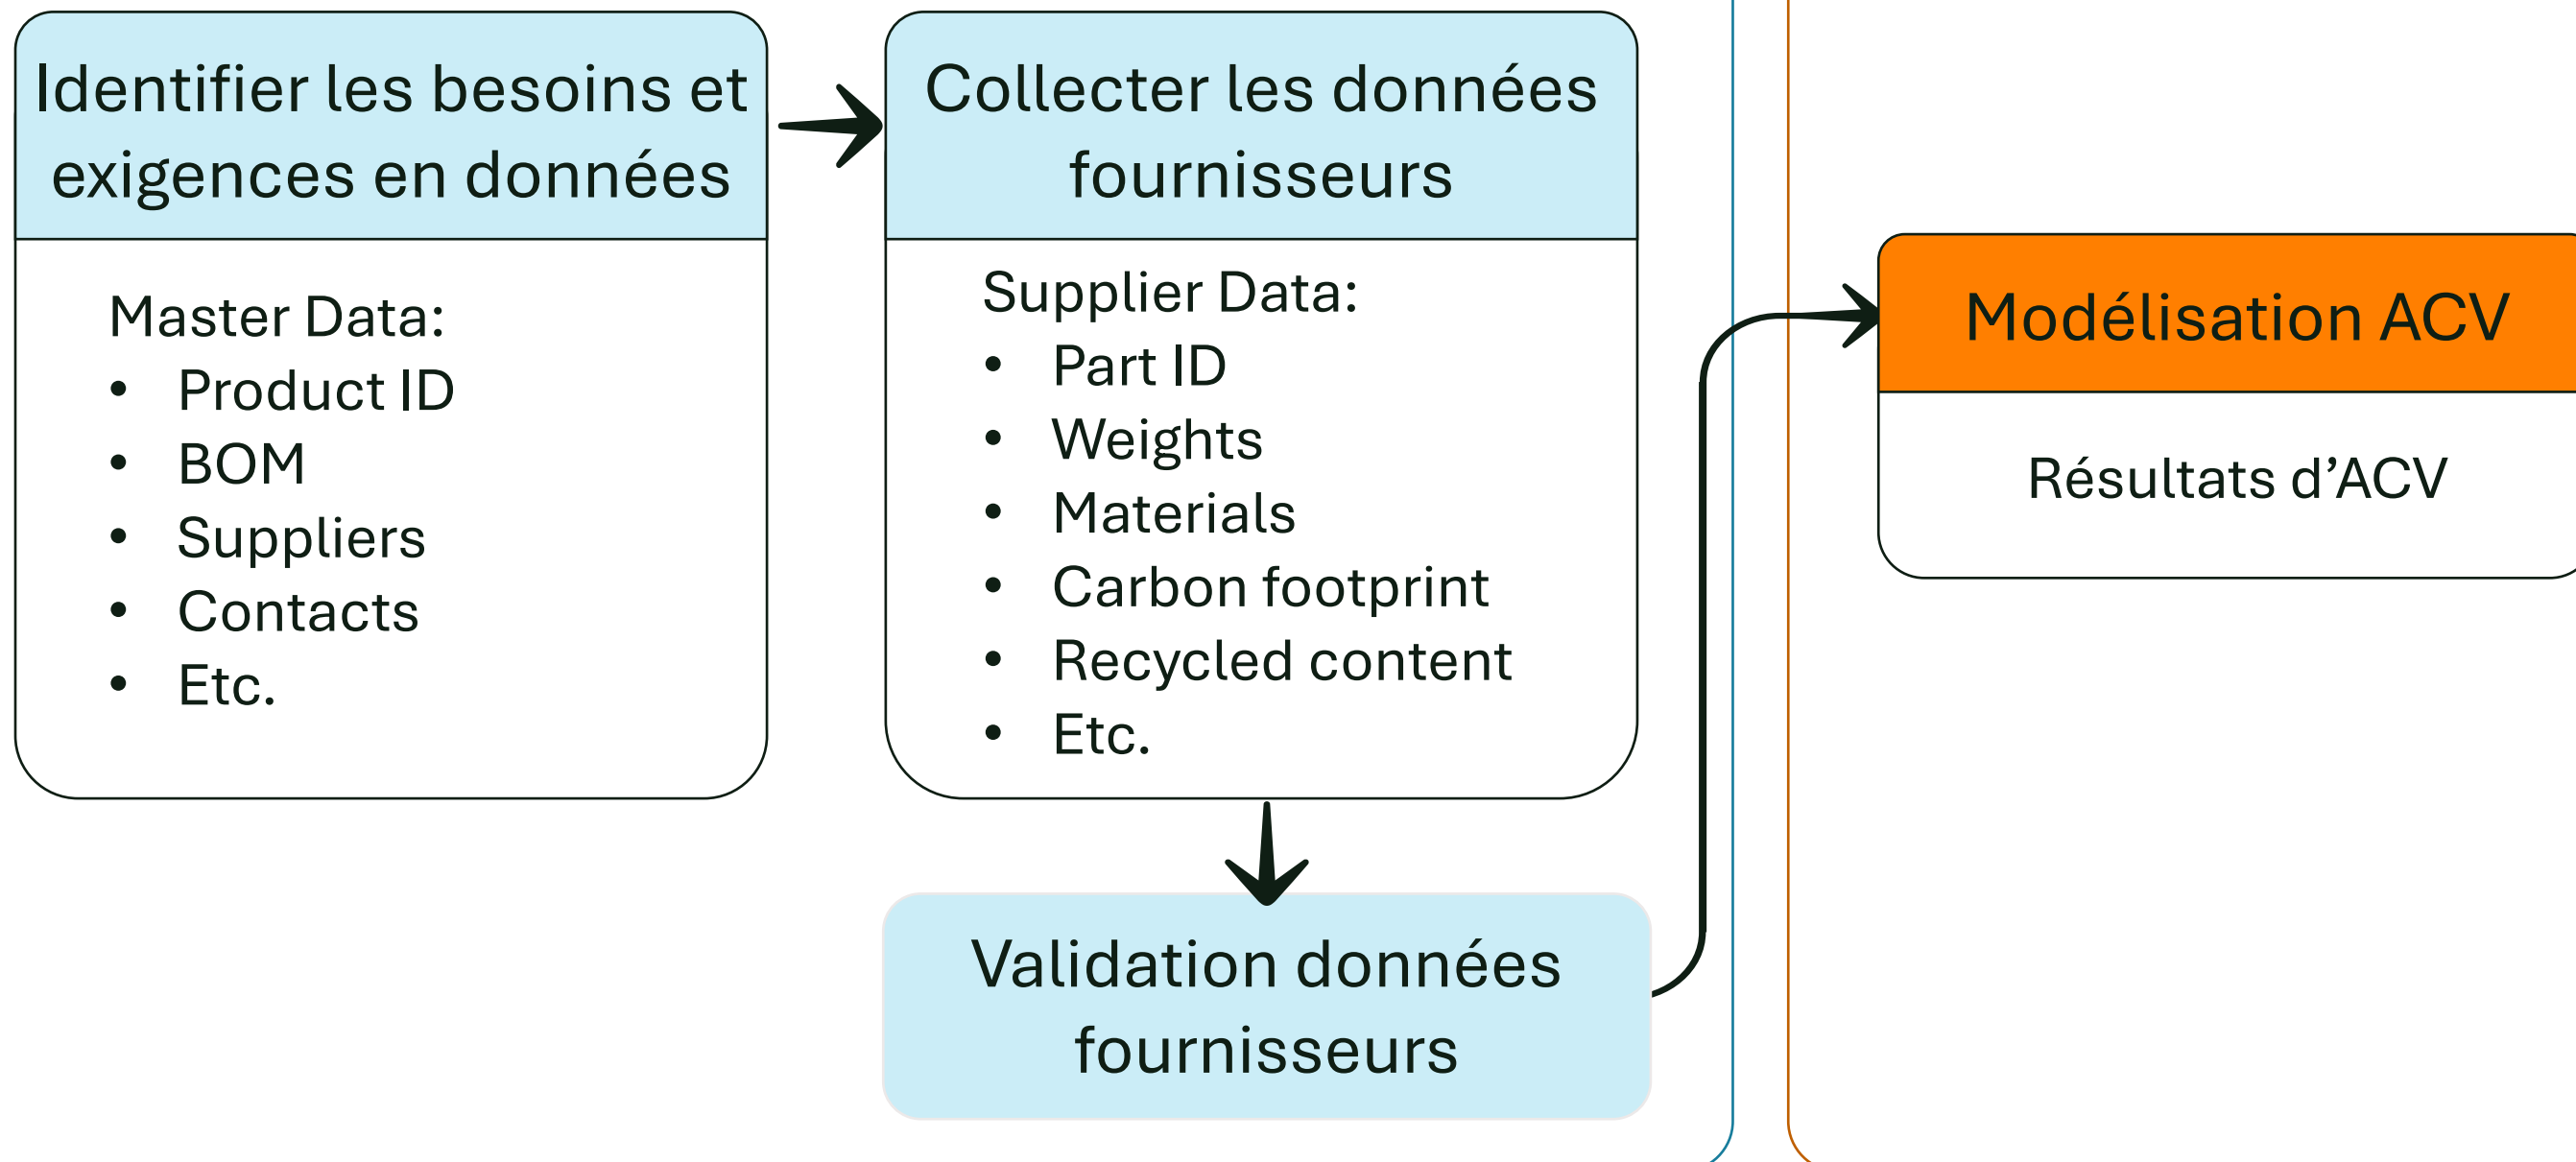 Identifier les besoins et
exigences en données
Master Data:
• Product ID
• BOM
• Suppliers
• Contacts
• Etc.
Collecter les données
fournisseurs
Supplier Data:
• Part ID
• Weights
• Materials
• Carbon footprint
• Recycled content
• Etc.
Validation données
fournisseurs
Modélisation ACV
Résultats d’ACV